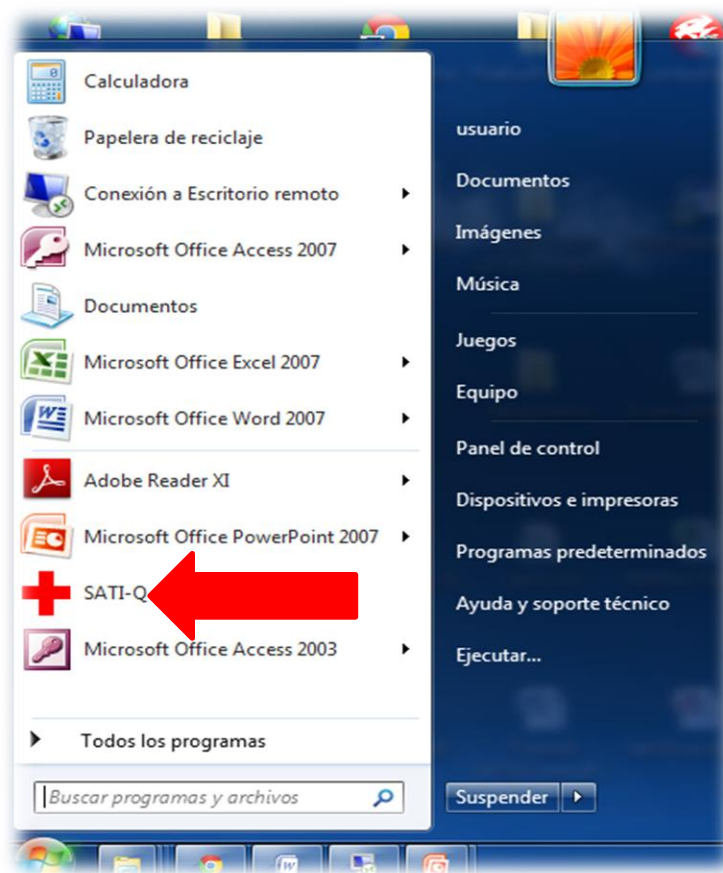 Calculadora
Papelera de reciclaje
Conexión a Escritorio remoto
Microsoft Office Access 2007
Documentos
Microsoft Office Excel 2007
Microsoft Office Word 2007
Adobe Reader XI
Microsoft Office PowerPoint 2007
SATI-Q
Microsoft Office Access 2003
Todos los programas
Buscar programas y archivos
usuario
Documentos
Imágenes
Música
Juegos
Equipo
Panel de control
Dispositivos e impresoras
Programas predeterminados
Ayuda y soporte técnico
Ejecutar...
Suspender